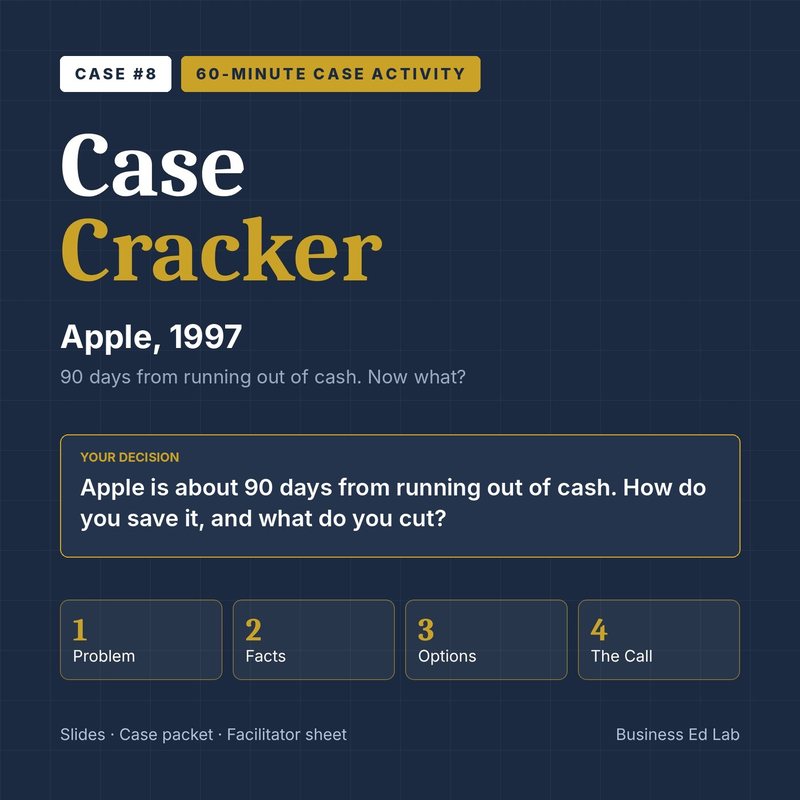 CASE #8
60-MINUTE CASE ACTIVITY
Case
Cracker
Apple, 1997
90 days from running out of cash. Now what?
YOUR DECISION
Apple is about 90 days from running out of cash. How do
you save it, and what do you cut?
1
Problem
2
Facts
3
Options
4
The Call
Slides · Case packet · Facilitator sheet
Business Ed Lab